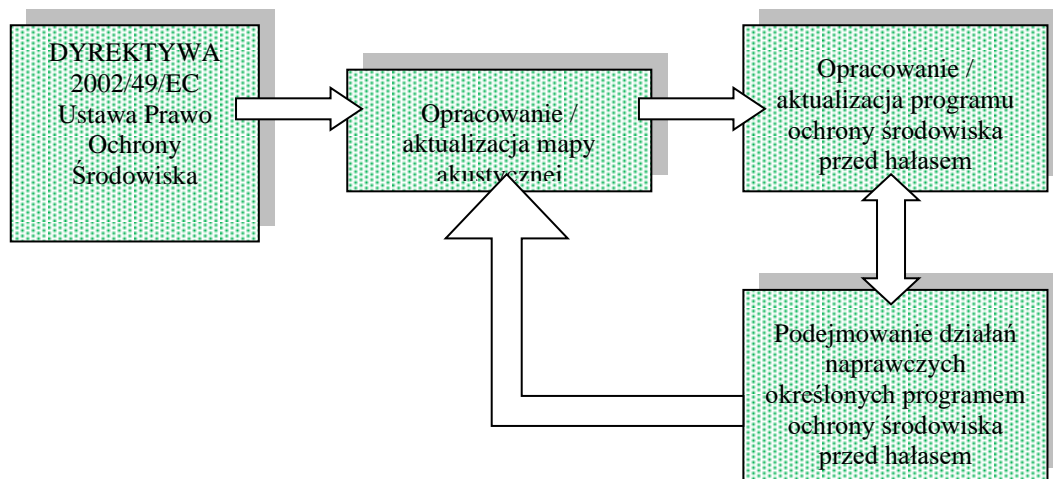 DYREKTYWA
2002/49/EC
Ustawa Prawo
Ochrony
Środowiska
Opracowanie /
aktualizacja mapy
akustycznej
Opracowanie /
aktualizacja programu
ochrony środowiska
przed hałasem
Podejmowanie działań
naprawczych
określonych programem
ochrony środowiska
przed hałasem